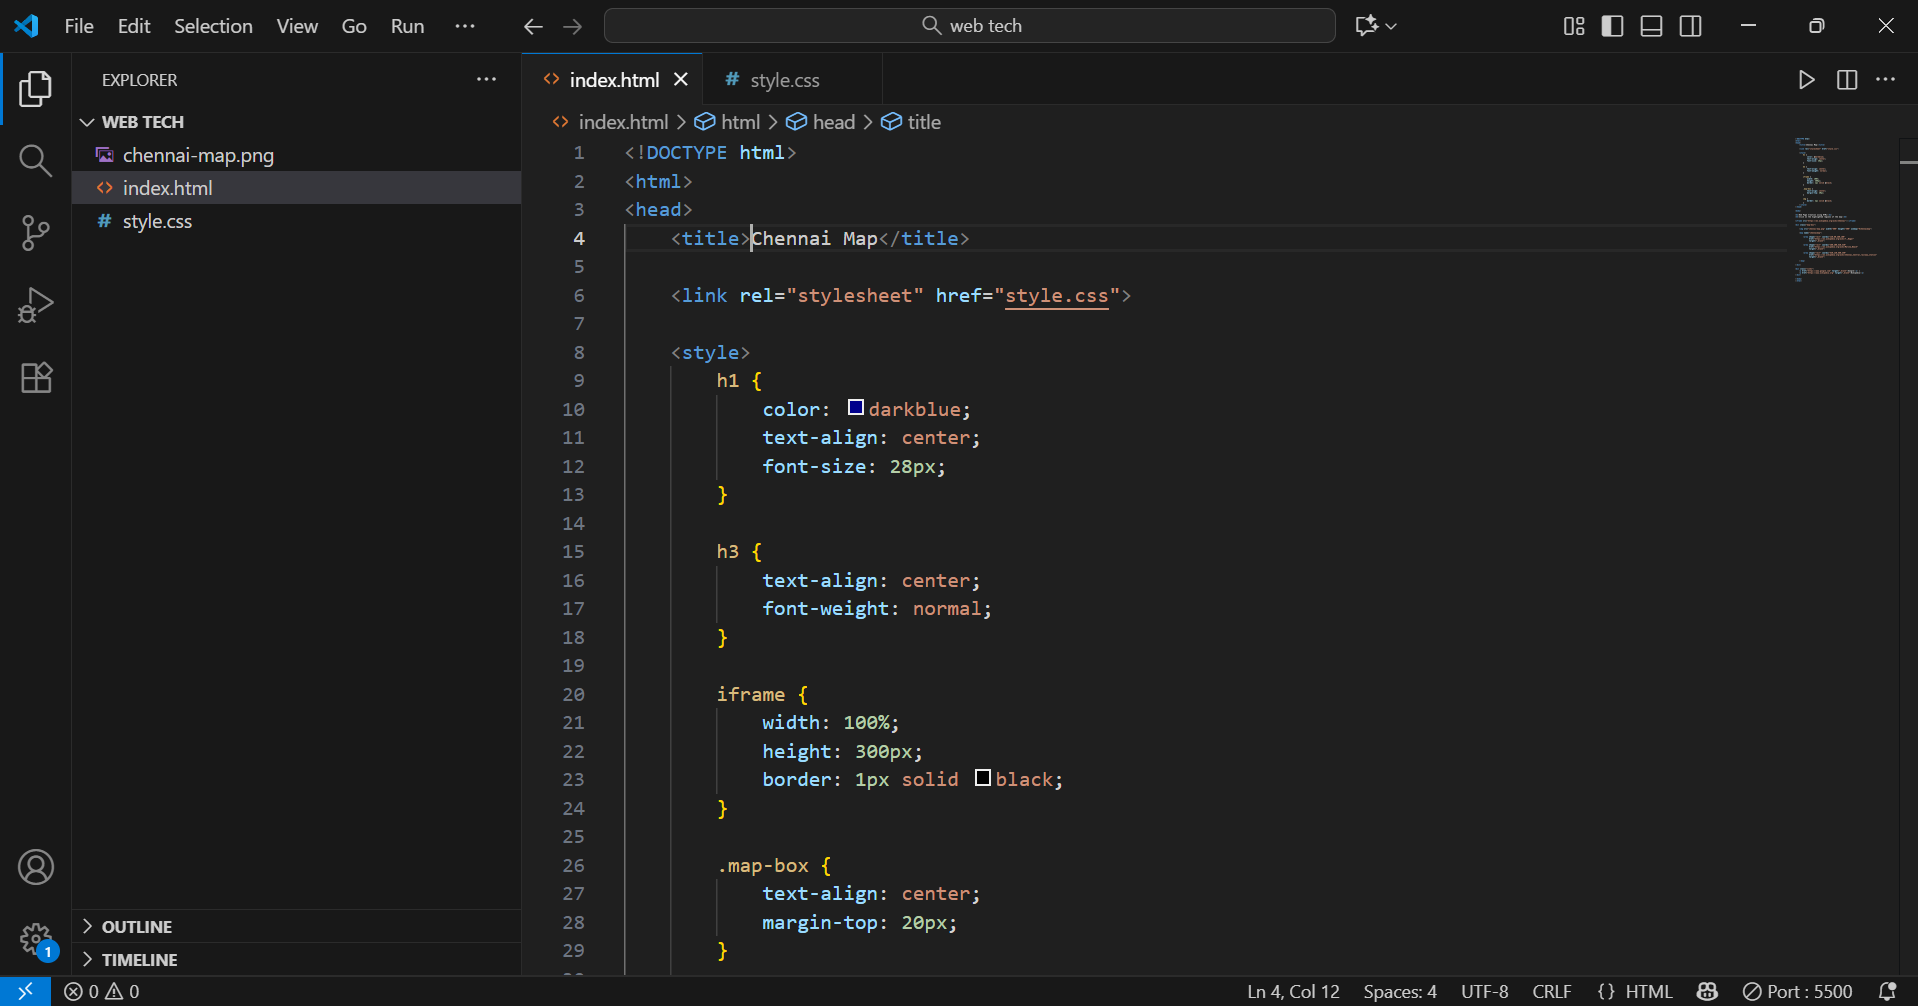 File Edit Selection View Go Run ··· web tech
EXPLORER
WEB TECH
chennai-map.png
index.html
style.css
OUTLINE
TIMELINE
index.html style.css
index.html > html > head > title
1 <!DOCTYPE html>
2 <html>
3 <head>
4 <title>Chennai Map</title>
5
6 <link rel="stylesheet" href="style.css">
7
8 <style>
9 h1 {
10 color: darkblue;
11 text-align: center;
12 font-size: 28px;
13 }
14
15 h3 {
16 text-align: center;
17 font-weight: normal;
18 }
19
20 iframe {
21 width: 100%;
22 height: 300px;
23 border: 1px solid black;
24 }
25
26 .map-box {
27 text-align: center;
28 margin-top: 20px;
29 }
1
0 0 Ln 4, Col 12 Spaces: 4 UTF-8 CRLF {} HTML Port : 5500